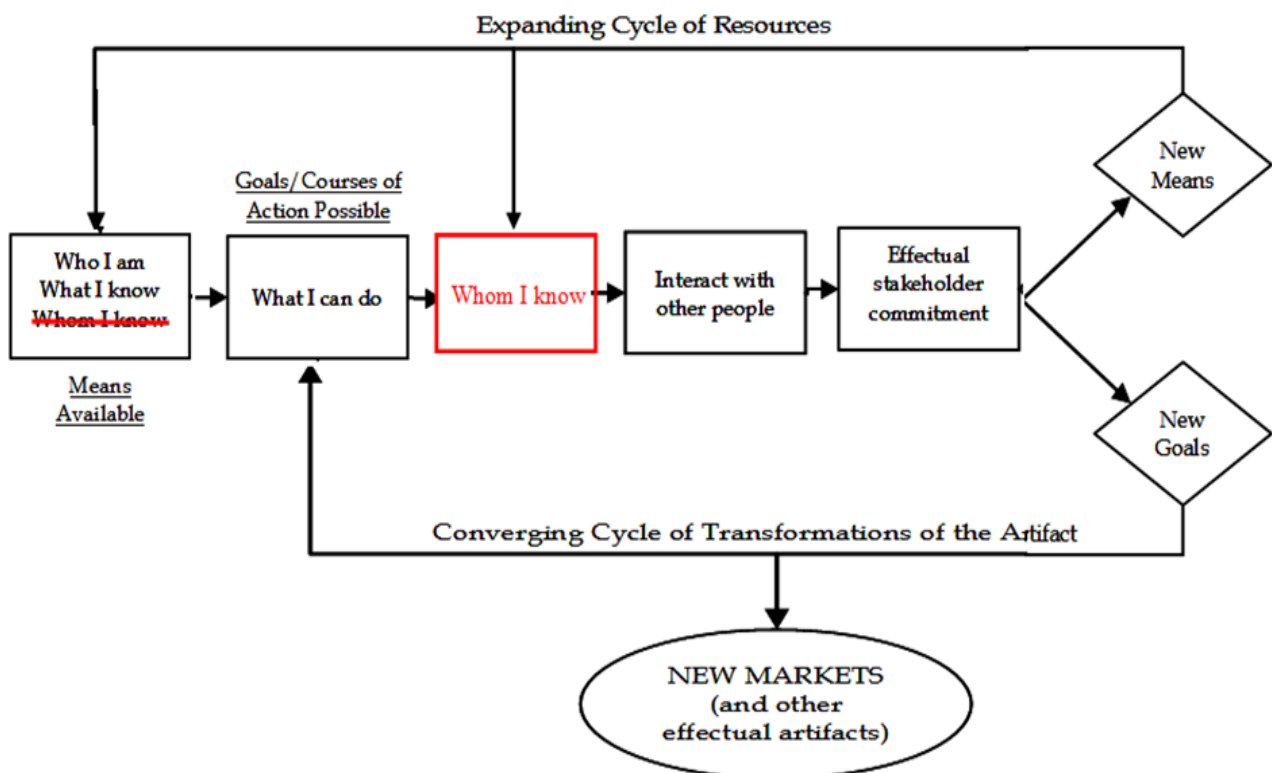 Expanding Cycle of Resources
New
Means
Goals/Courses of
Action Possible
Who I am
What I know
Whom I know
What I can do
Whom I know
Interact with
other people
Effectual
stakeholder
commitment
Means
Available
New
Goals
Converging Cycle of Transformations of the Artifact
NEW MARKETS
(and other
effectual artifacts)